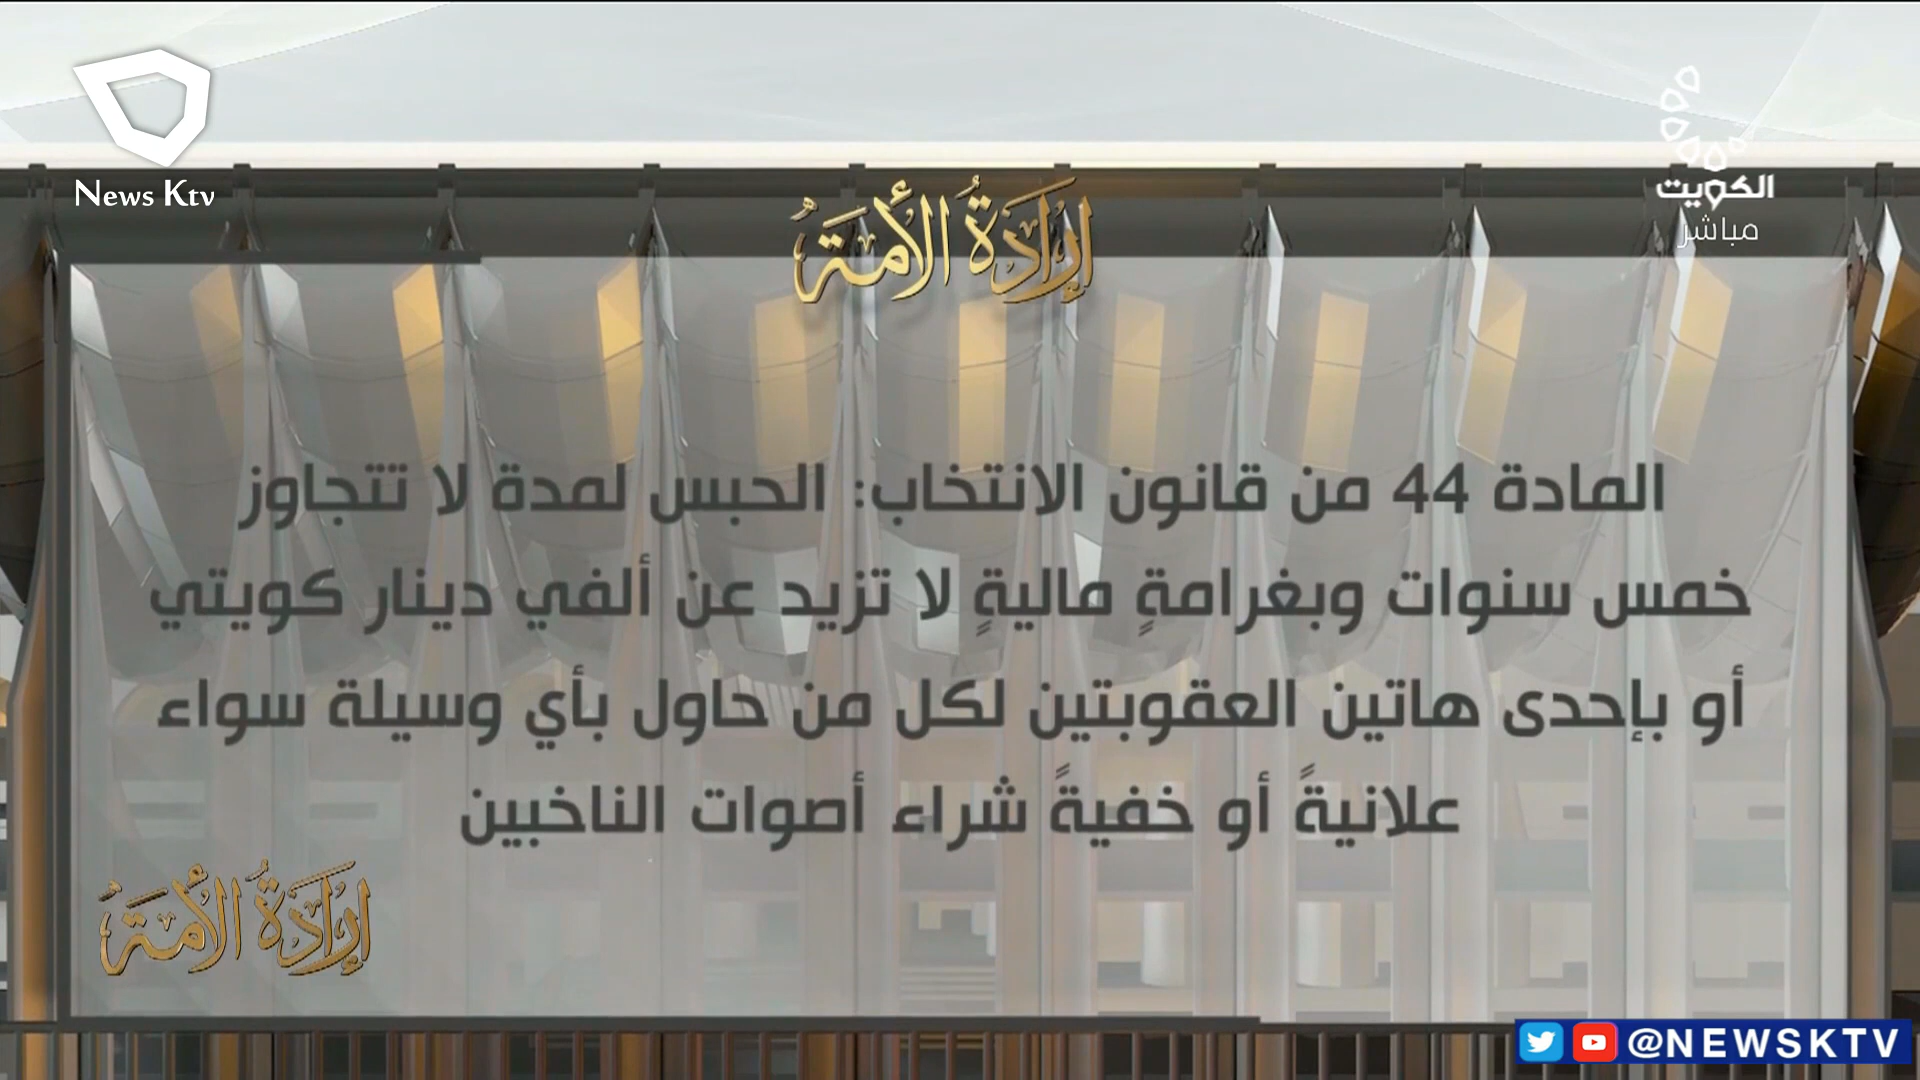 News Ktv
الكويت
مباشر
إرادة الأمة
المادة 44 من قانون الانتخاب: الحبس لمدة لا تتجاوز
خمس سنوات وبغرامةٍ ماليةٍ لا تزيد عن ألفي دينار كويتي
أو بإحدى هاتين العقوبتين لكل من حاول بأي وسيلة سواء
علانيةً أو خفيةً شراء أصوات الناخبين
إرادة الأمة
@NEWSKTV